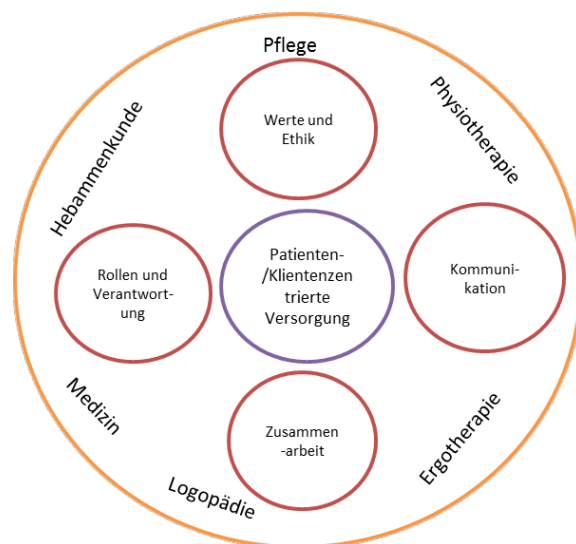 Pflege
Physiotherapie
Hebammenkunde
Werte und
Ethik
Rollen und
Verantwort-
ung
Patienten-
/Klientenzen
trierte
Versorgung
Kommuni-
kation
Medizin
Zusammen
-arbeit
Ergotherapie
Logopädie